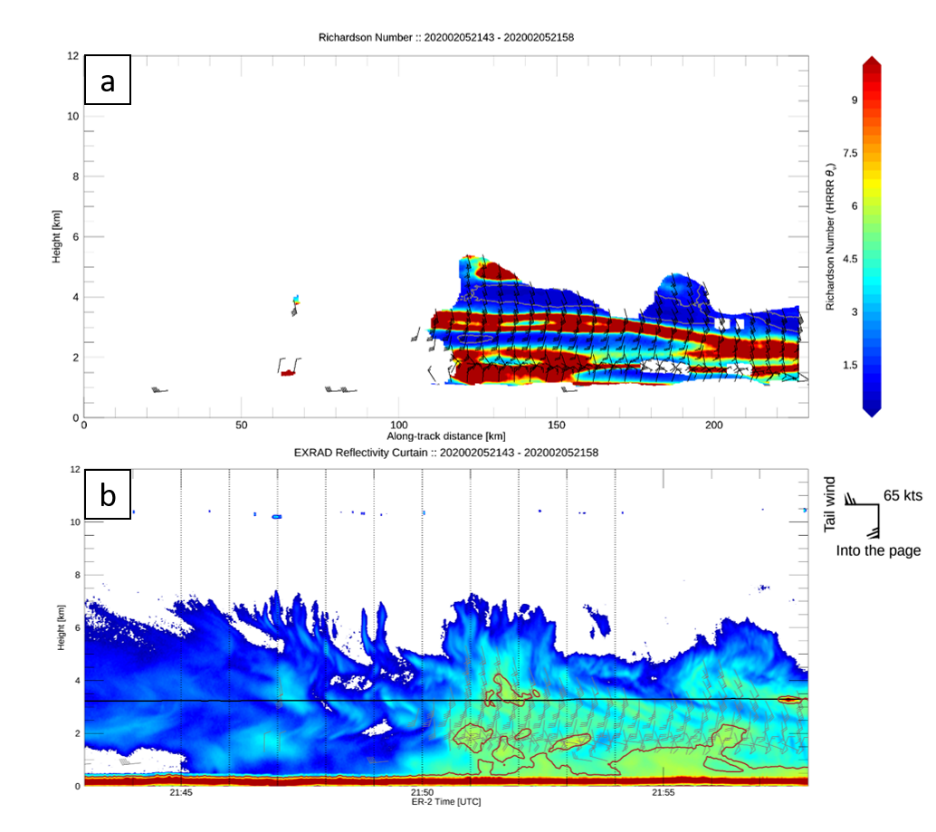 Richardson Number :: 202002052143 - 202002052158
a
12
10
8
6
4
2
0
Height [km]
0 50 100 150 200
Along-track distance [km]
9
7.5
6
4.5
3
1.5
Richardson Number (HRRR θᵥ)
EXRAD Reflectivity Curtain :: 202002052143 - 202002052158
b
12
10
8
6
4
2
0
Height [km]
21:45 21:50 21:55
ER-2 Time [UTC]
Tail wind
65 kts
Into the page